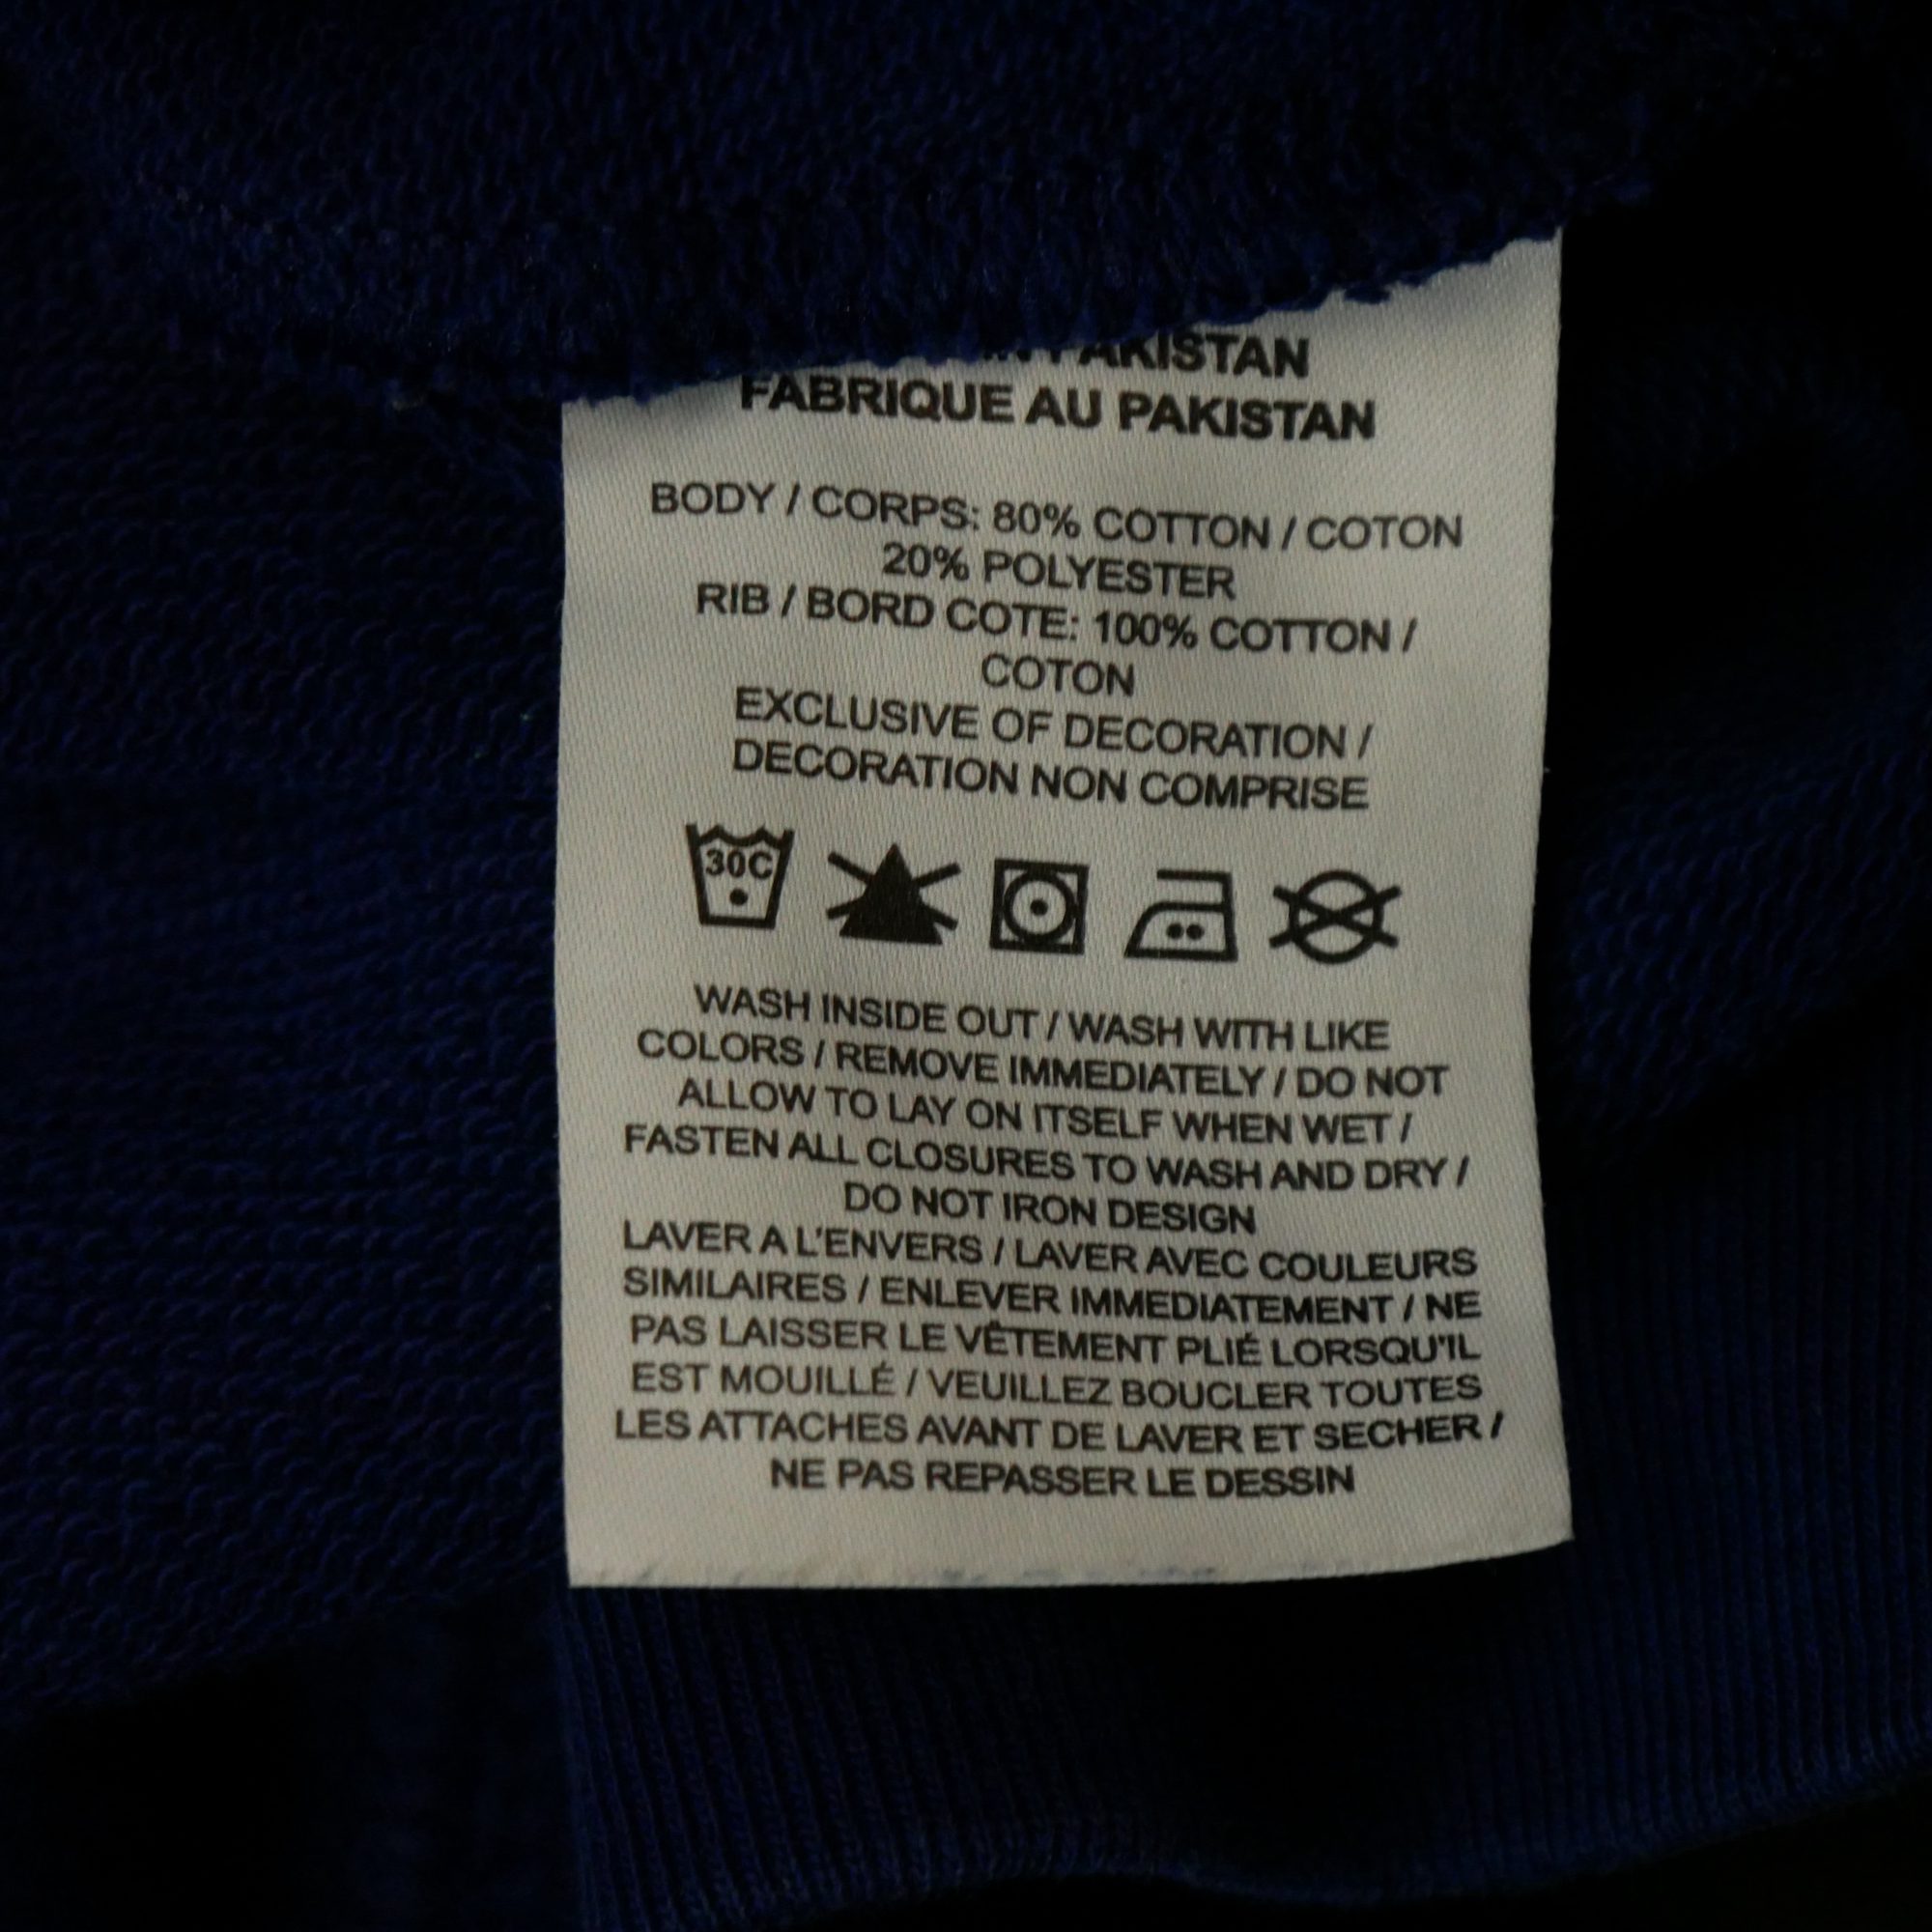 PAKISTAN
FABRIQUE AU PAKISTAN
BODY / CORPS: 80% COTTON / COTON
20% POLYESTER
RIB / BORD COTE: 100% COTTON /
COTON
EXCLUSIVE OF DECORATION /
DECORATION NON COMPRISE
30C
WASH INSIDE OUT / WASH WITH LIKE
COLORS / REMOVE IMMEDIATELY / DO NOT
ALLOW TO LAY ON ITSELF WHEN WET /
FASTEN ALL CLOSURES TO WASH AND DRY /
DO NOT IRON DESIGN
LAVER A L'ENVERS / LAVER AVEC COULEURS
SIMILAIRES / ENLEVER IMMEDIATEMENT / NE
PAS LAISSER LE VÊTEMENT PLIÉ LORSQU'IL
EST MOUILLÉ / VEUILLEZ BOUCLER TOUTES
LES ATTACHES AVANT DE LAVER ET SECHER /
NE PAS REPASSER LE DESSIN